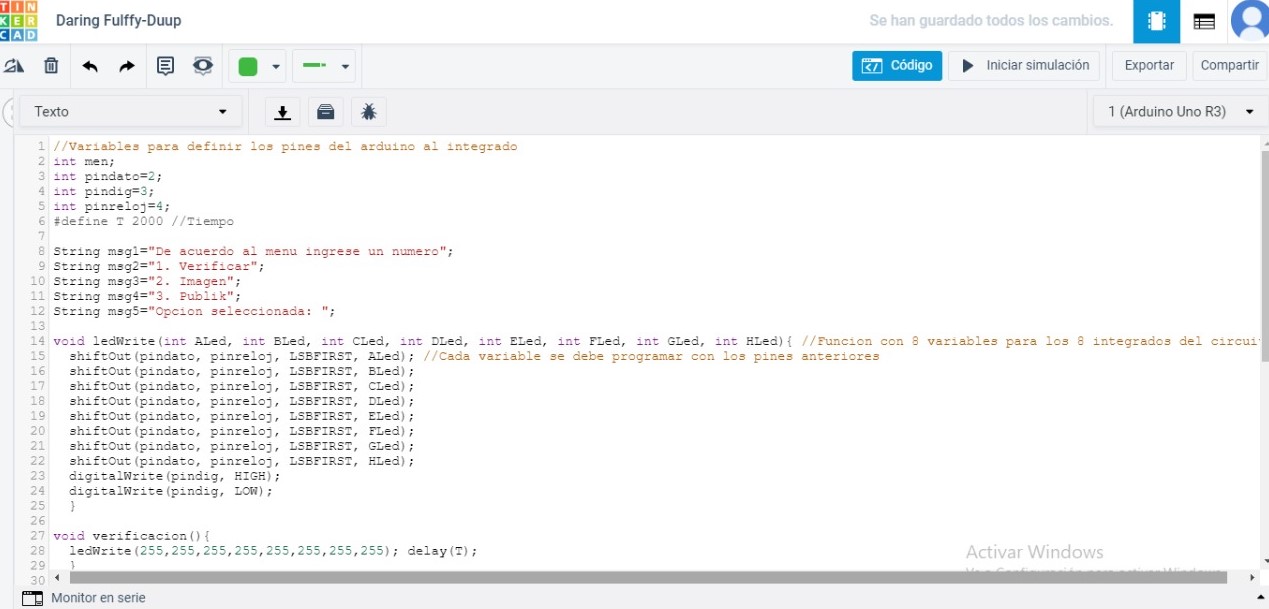 TINKERCAD
Daring Fulffy-Duup
Se han guardado todos los cambios.
Código
Iniciar simulación
Exportar
Compartir
Texto
1 (Arduino Uno R3)
1 //Variables para definir los pines del arduino al integrado
2 int men;
3 int pindato=2;
4 int pindig=3;
5 int pinreloj=4;
6 #define T 2000 //Tiempo
7
8 String msg1="De acuerdo al menu ingrese un numero";
9 String msg2="1. Verificar";
10 String msg3="2. Imagen";
11 String msg4="3. Publik";
12 String msg5="Opcion seleccionada: ";
13
14 void ledWrite(int ALed, int BLed, int CLed, int DLed, int ELed, int FLed, int GLed, int HLed){ //Funcion con 8 variables para los 8 integrados del circui
15 shiftOut(pindato, pinreloj, LSBFIRST, ALed); //Cada variable se debe programar con los pines anteriores
16 shiftOut(pindato, pinreloj, LSBFIRST, BLed);
17 shiftOut(pindato, pinreloj, LSBFIRST, CLed);
18 shiftOut(pindato, pinreloj, LSBFIRST, DLed);
19 shiftOut(pindato, pinreloj, LSBFIRST, ELed);
20 shiftOut(pindato, pinreloj, LSBFIRST, FLed);
21 shiftOut(pindato, pinreloj, LSBFIRST, GLed);
22 shiftOut(pindato, pinreloj, LSBFIRST, HLed);
23 digitalWrite(pindig, HIGH);
24 digitalWrite(pindig, LOW);
25 }
26
27 void verificacion(){
28 ledWrite(255,255,255,255,255,255,255,255); delay(T);
29 }
30
Activar Windows
Monitor en serie